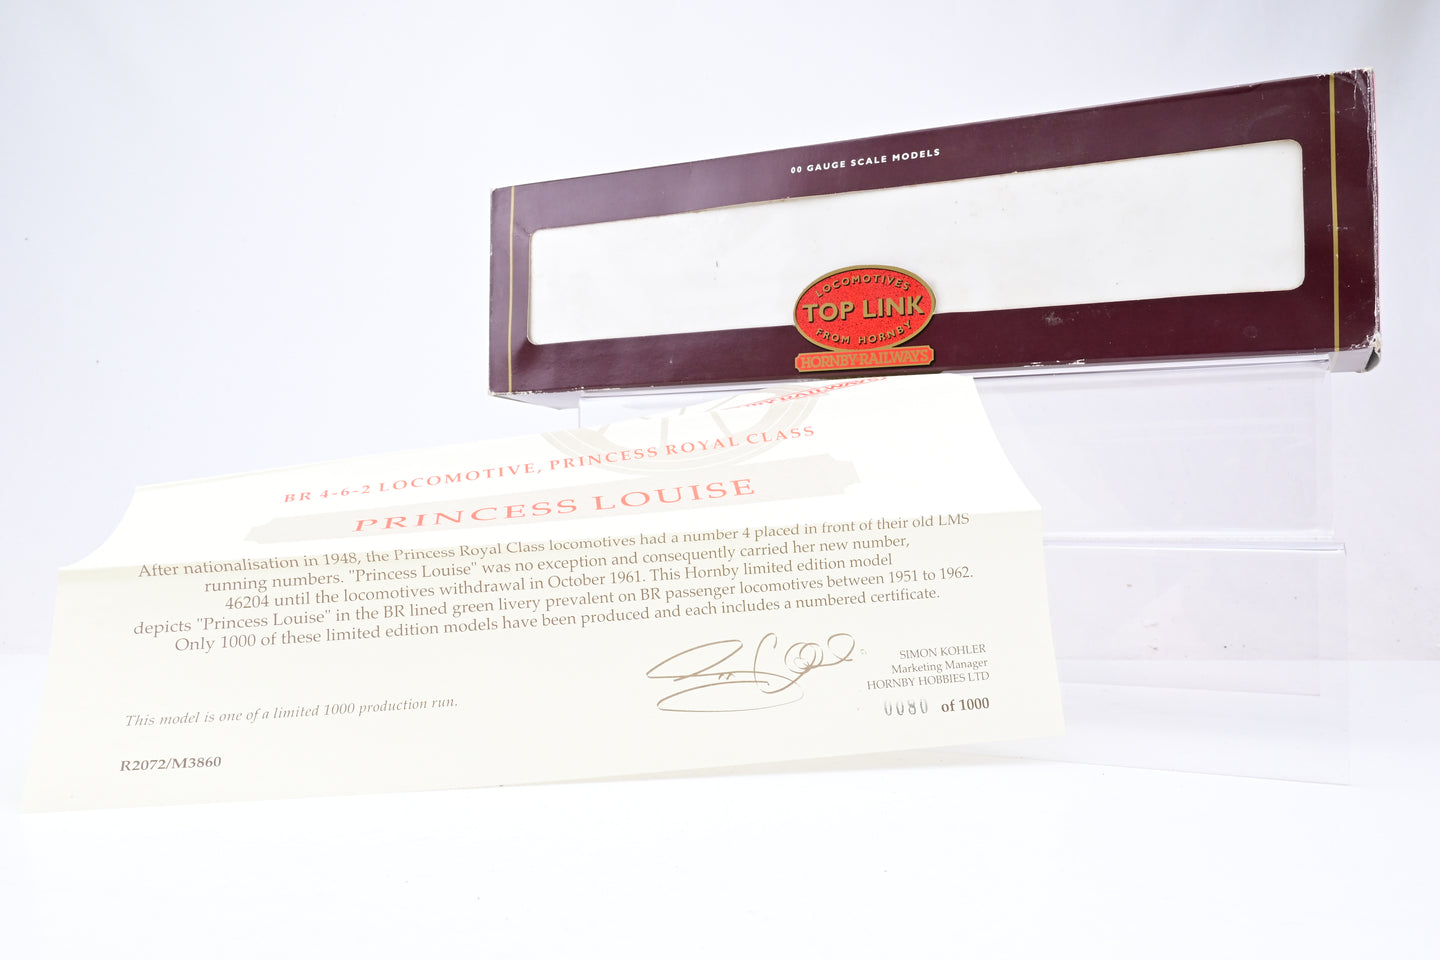 00 GAUGE SCALE MODELS
LOCOMOTIVES
TOP LINK
FROM HORNBY
HORNBY RAILWAYS
RAILWAYS
BR 4-6-2 LOCOMOTIVE, PRINCESS ROYAL CLASS
PRINCESS LOUISE
After nationalisation in 1948, the Princess Royal Class locomotives had a number 4 placed in front of their old LMS
running numbers. "Princess Louise" was no exception and consequently carried her new number,
46204 until the locomotives withdrawal in October 1961. This Hornby limited edition model
depicts "Princess Louise" in the BR lined green livery prevalent on BR passenger locomotives between 1951 to 1962.
Only 1000 of these limited edition models have been produced and each includes a numbered certificate.
SIMON KOHLER
Marketing Manager
HORNBY HOBBIES LTD
0080 of 1000
This model is one of a limited 1000 production run.
R2072/M3860